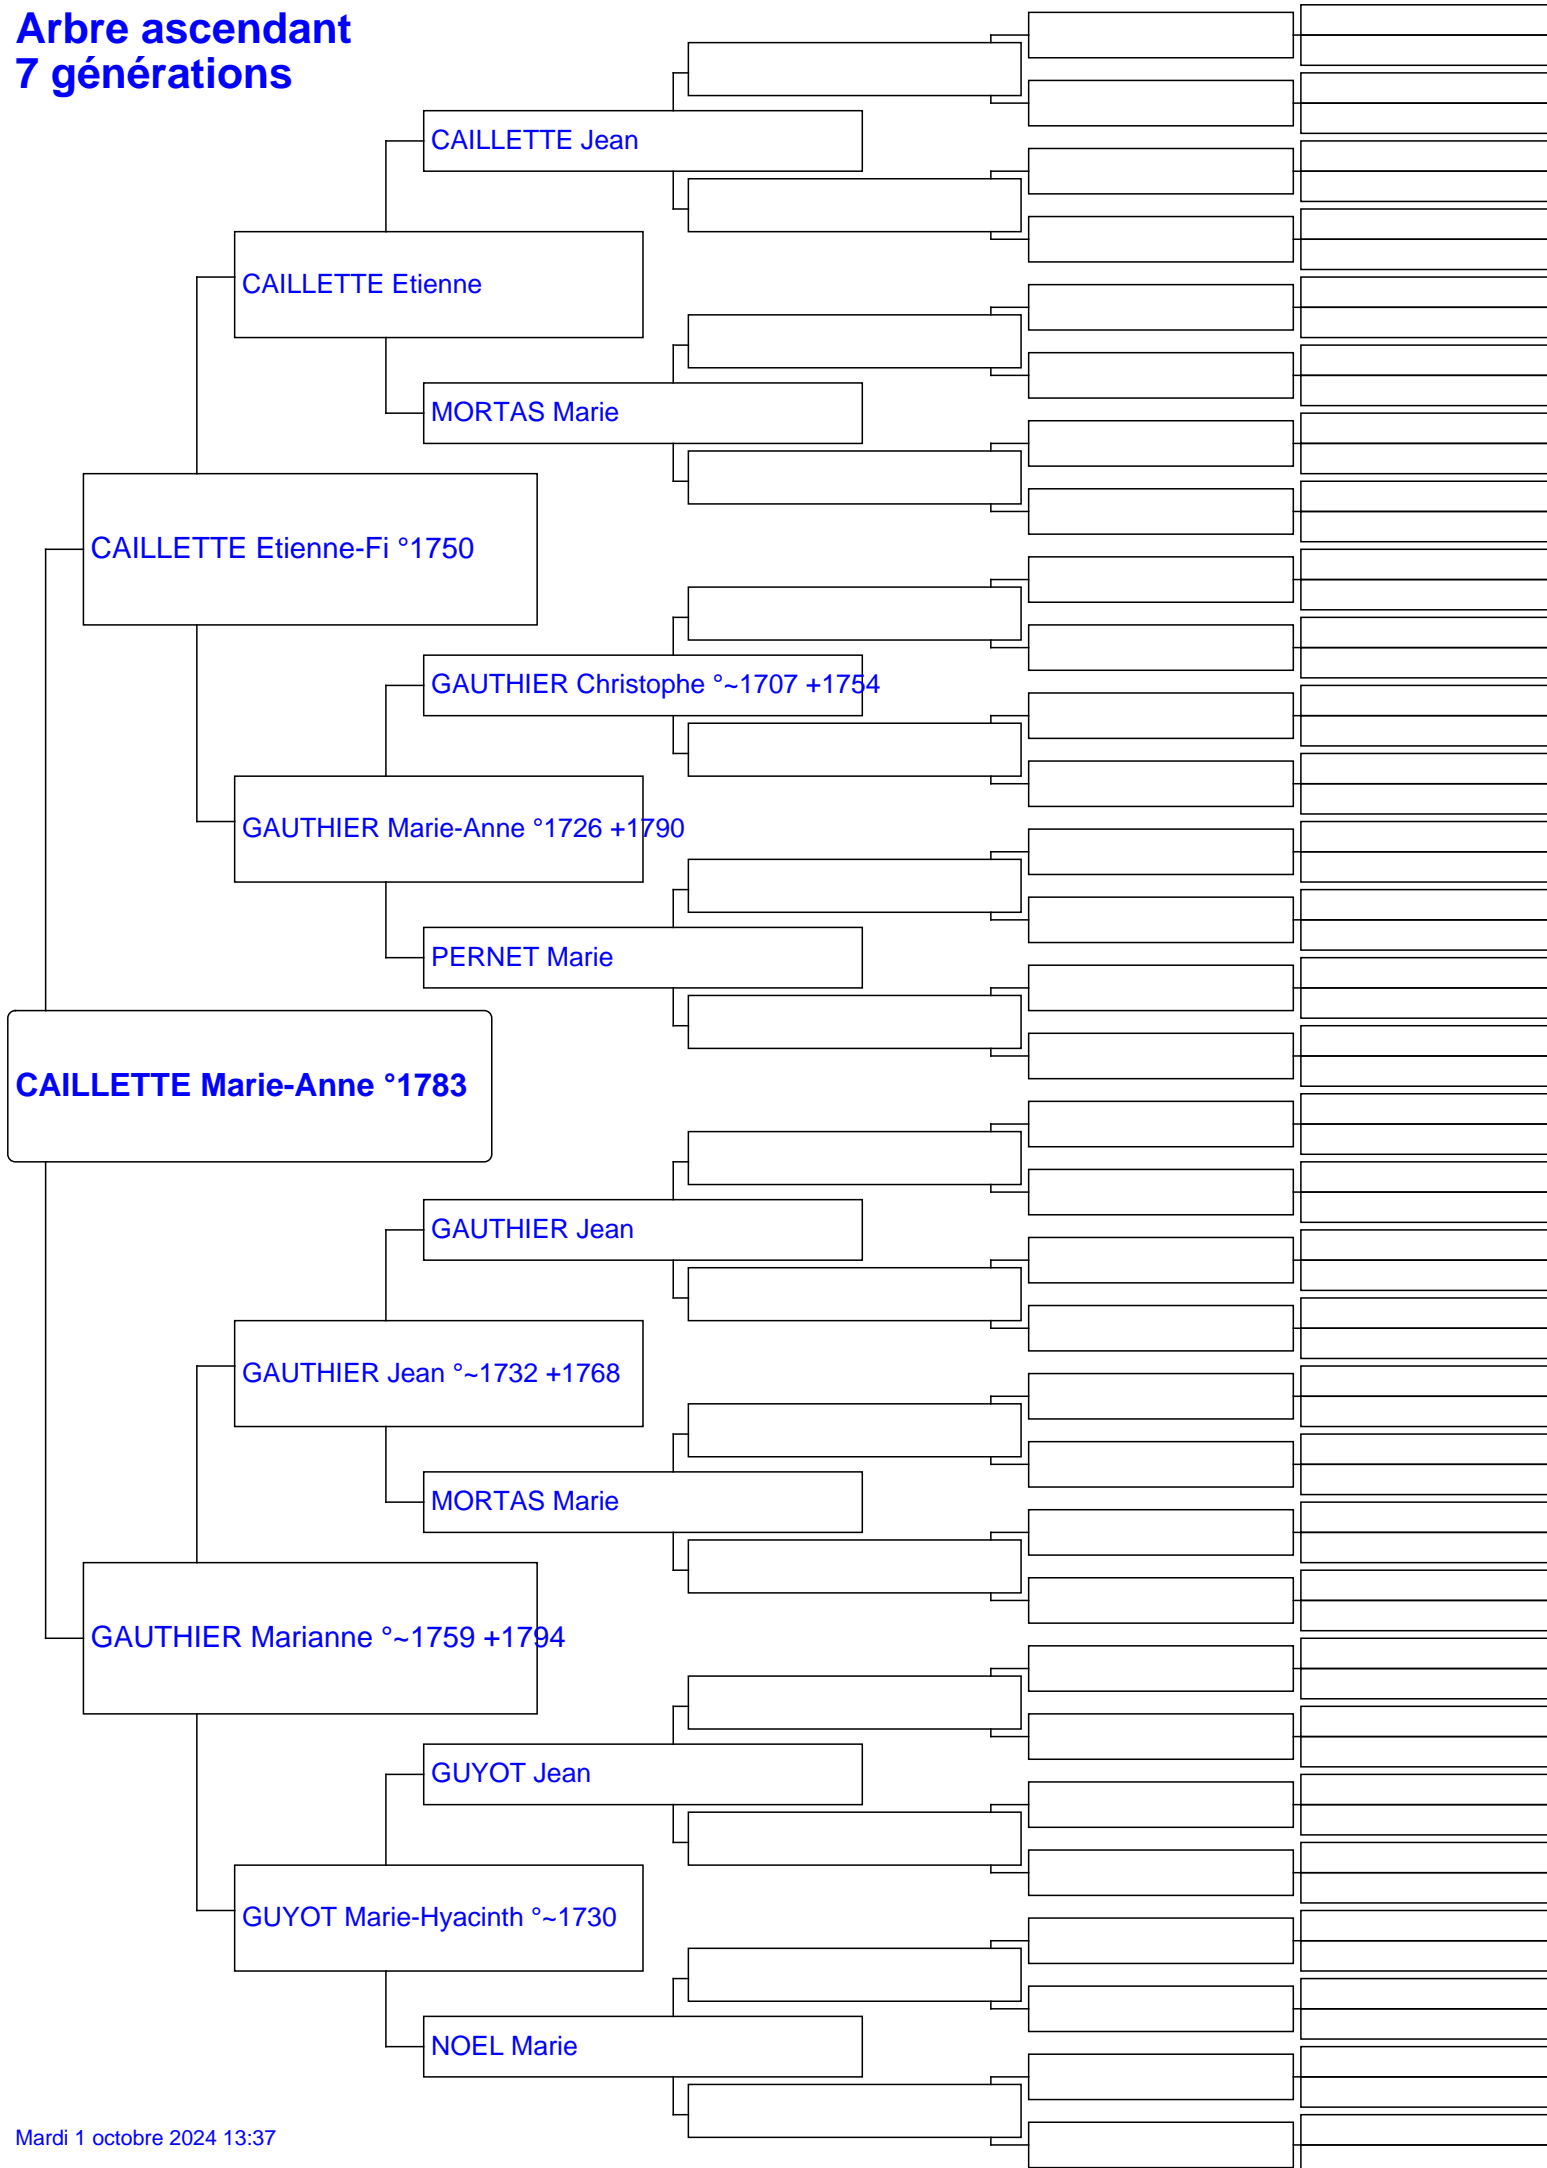 Arbre ascendant
7 générations
CAILLETTE Jean
CAILLETTE Etienne
MORTAS Marie
CAILLETTE Etienne-Fi °1750
GAUTHIER Christophe °~1707 +1754
GAUTHIER Marie-Anne °1726 +1790
PERNET Marie
CAILLETTE Marie-Anne °1783
GAUTHIER Jean
GAUTHIER Jean °~1732 +1768
MORTAS Marie
GAUTHIER Marianne °~1759 +1794
GUYOT Jean
GUYOT Marie-Hyacinth °~1730
NOEL Marie
Mardi 1 octobre 2024 13:37